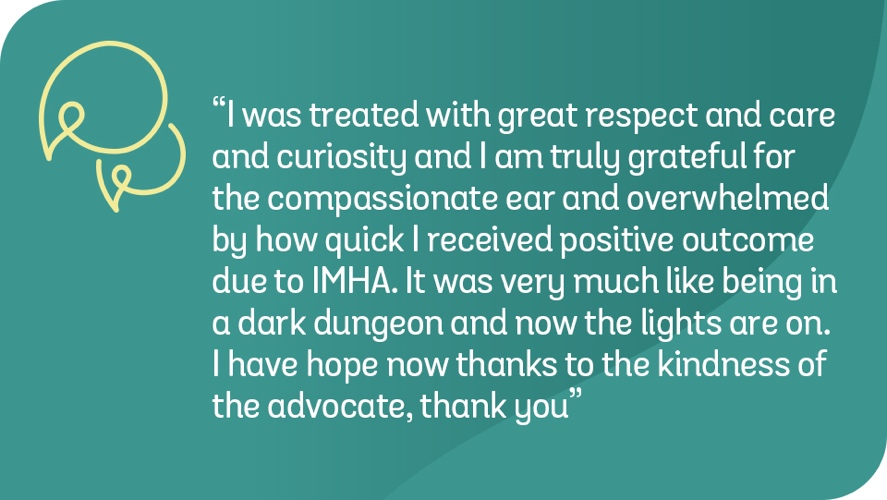 “I was treated with great respect and care
and curiosity and I am truly grateful for
the compassionate ear and overwhelmed
by how quick I received positive outcome
due to IMHA. It was very much like being in
a dark dungeon and now the lights are on.
I have hope now thanks to the kindness of
the advocate, thank you”